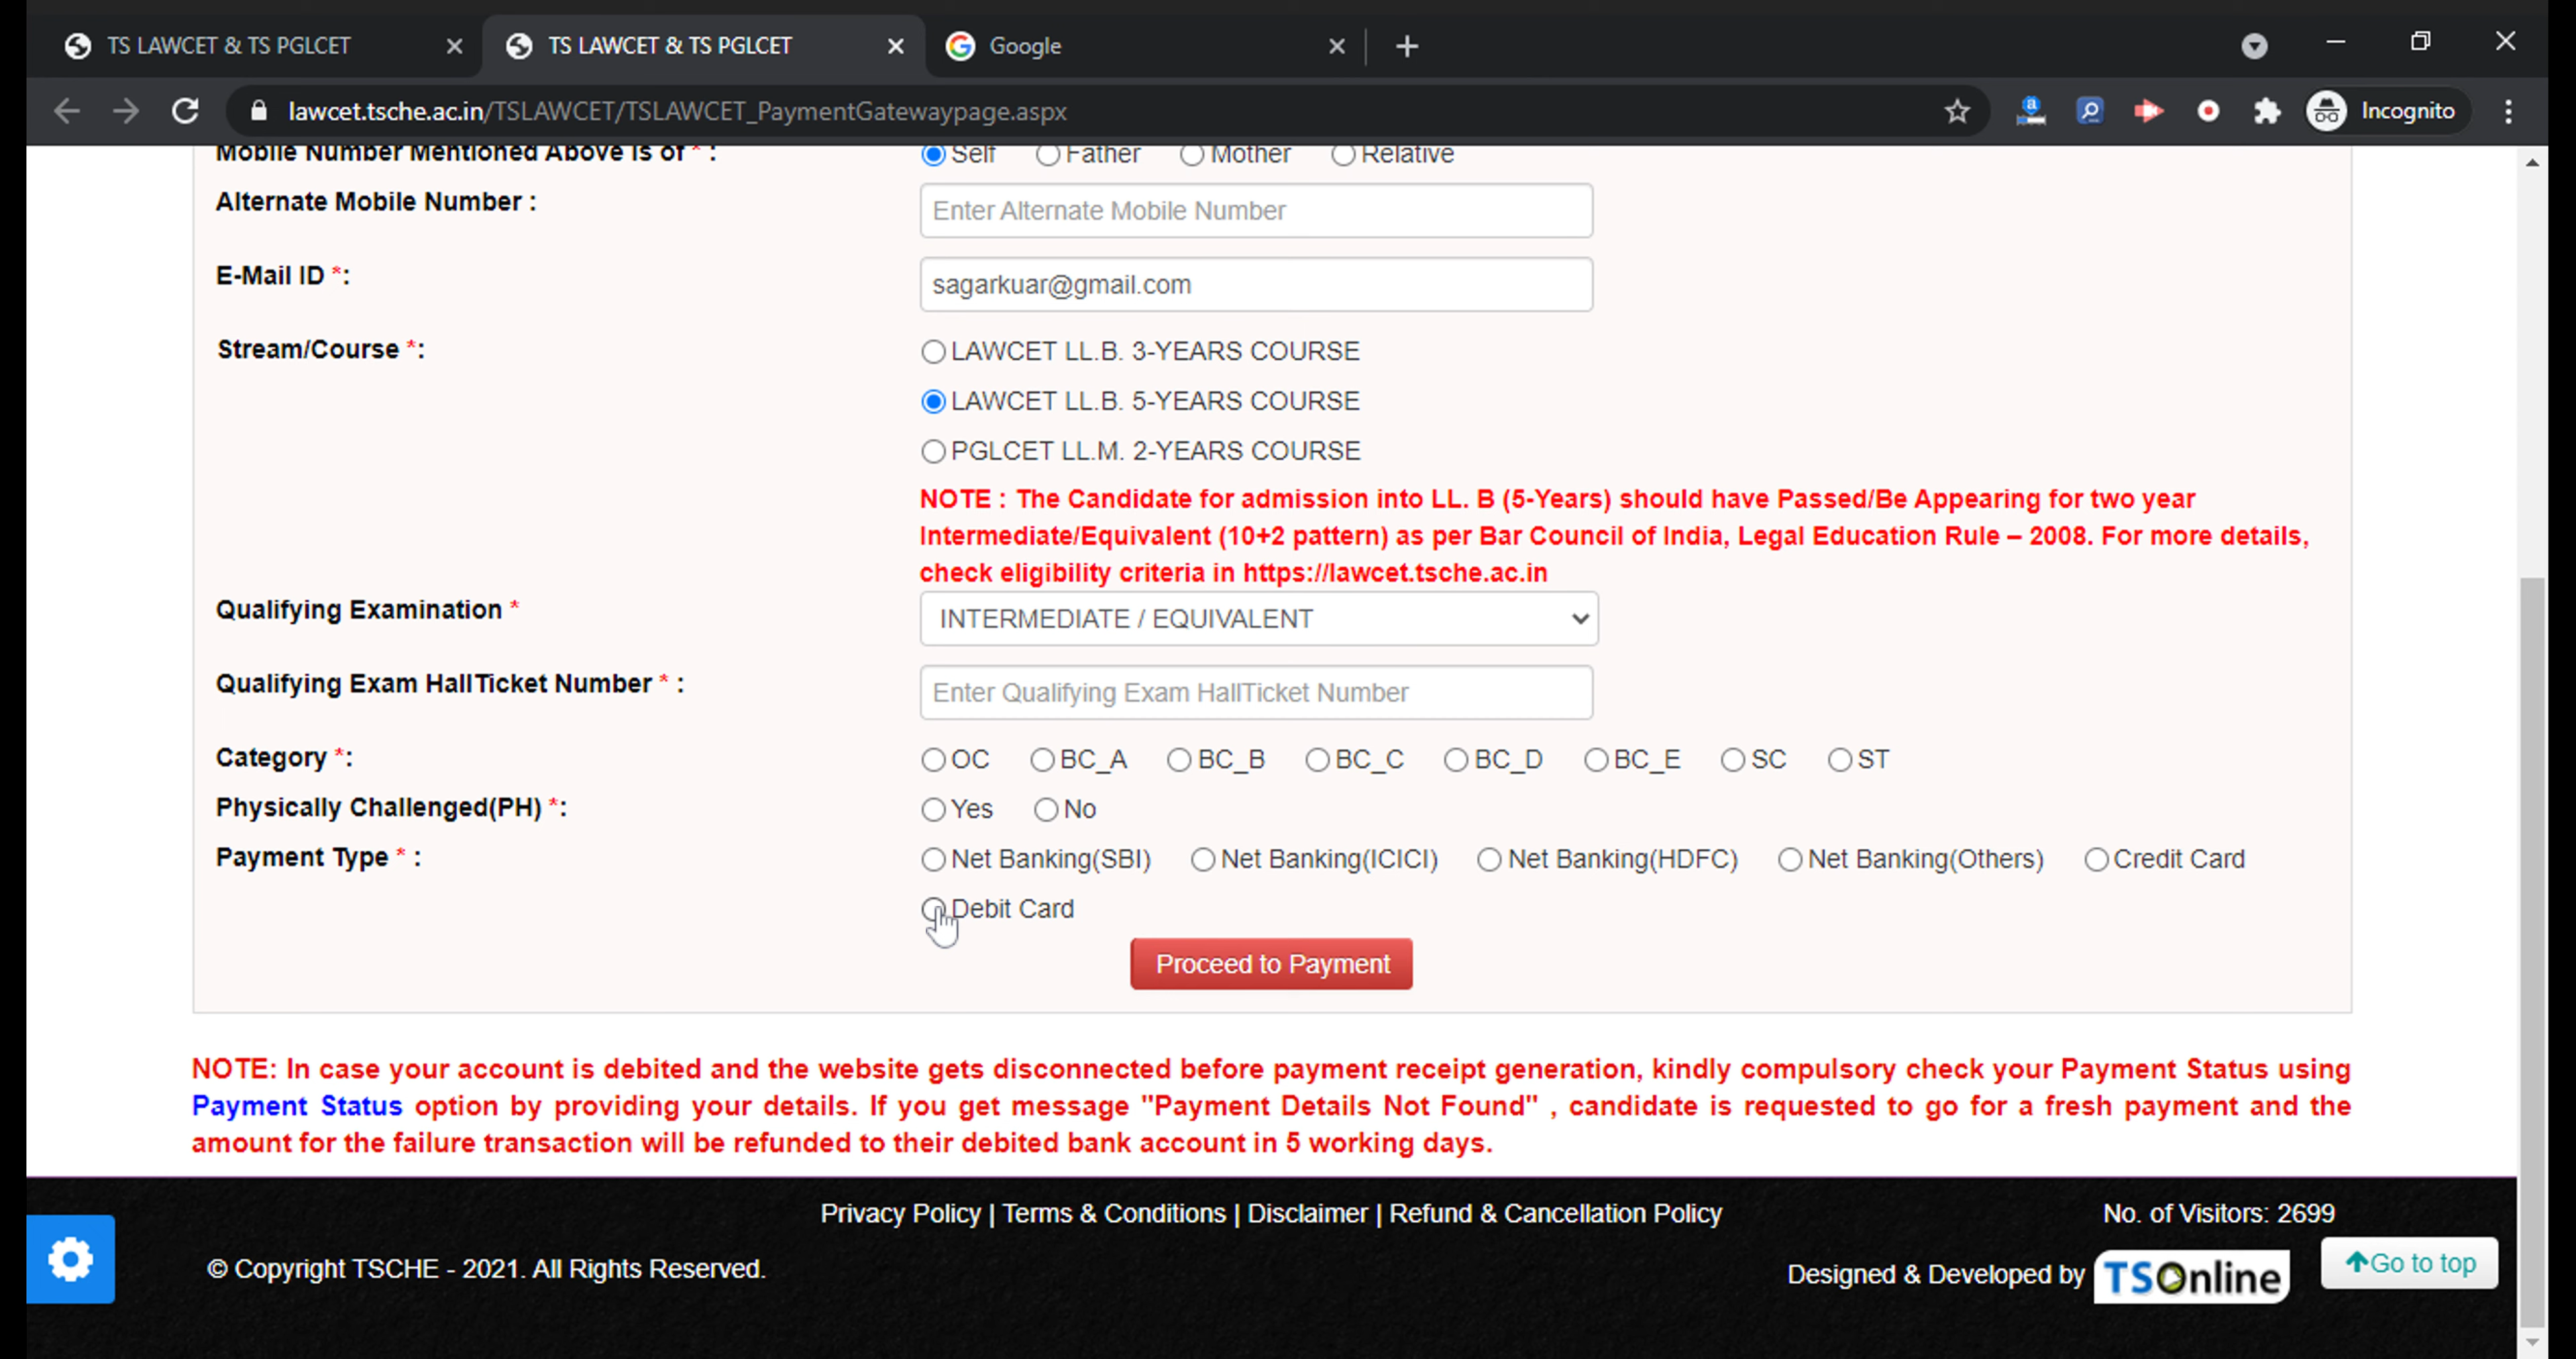 TS LAWCET & TS PGLCET
TS LAWCET & TS PGLCET
Google
lawcet.tsche.ac.in/TSLAWCET/TSLAWCET_PaymentGatewaypage.aspx
Incognito
Mobile Number Mentioned Above is of * :
Self Father Mother Relative
Alternate Mobile Number :
Enter Alternate Mobile Number
E-Mail ID *:
sagarkuar@gmail.com
Stream/Course *:
LAWCET LL.B. 3-YEARS COURSE
LAWCET LL.B. 5-YEARS COURSE
PGLCET LL.M. 2-YEARS COURSE
NOTE : The Candidate for admission into LL. B (5-Years) should have Passed/Be Appearing for two year
Intermediate/Equivalent (10+2 pattern) as per Bar Council of India, Legal Education Rule – 2008. For more details,
check eligibility criteria in https://lawcet.tsche.ac.in
Qualifying Examination *
INTERMEDIATE / EQUIVALENT
Qualifying Exam HallTicket Number * :
Enter Qualifying Exam HallTicket Number
Category *:
OC BC_A BC_B BC_C BC_D BC_E SC ST
Physically Challenged(PH) *:
Yes No
Payment Type * :
Net Banking(SBI) Net Banking(ICICI) Net Banking(HDFC) Net Banking(Others) Credit Card
Debit Card
Proceed to Payment
NOTE: In case your account is debited and the website gets disconnected before payment receipt generation, kindly compulsory check your Payment Status using
Payment Status option by providing your details. If you get message "Payment Details Not Found" , candidate is requested to go for a fresh payment and the
amount for the failure transaction will be refunded to their debited bank account in 5 working days.
Privacy Policy | Terms & Conditions | Disclaimer | Refund & Cancellation Policy
No. of Visitors: 2699
© Copyright TSCHE - 2021. All Rights Reserved.
Designed & Developed by TSOnline
Go to top